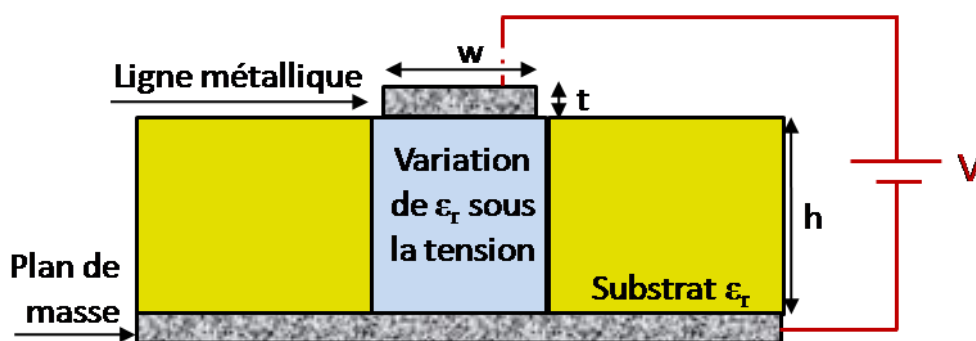 w
Ligne métallique
t
Variation
de εr sous
la tension
V
h
Plan de
masse
Substrat εr